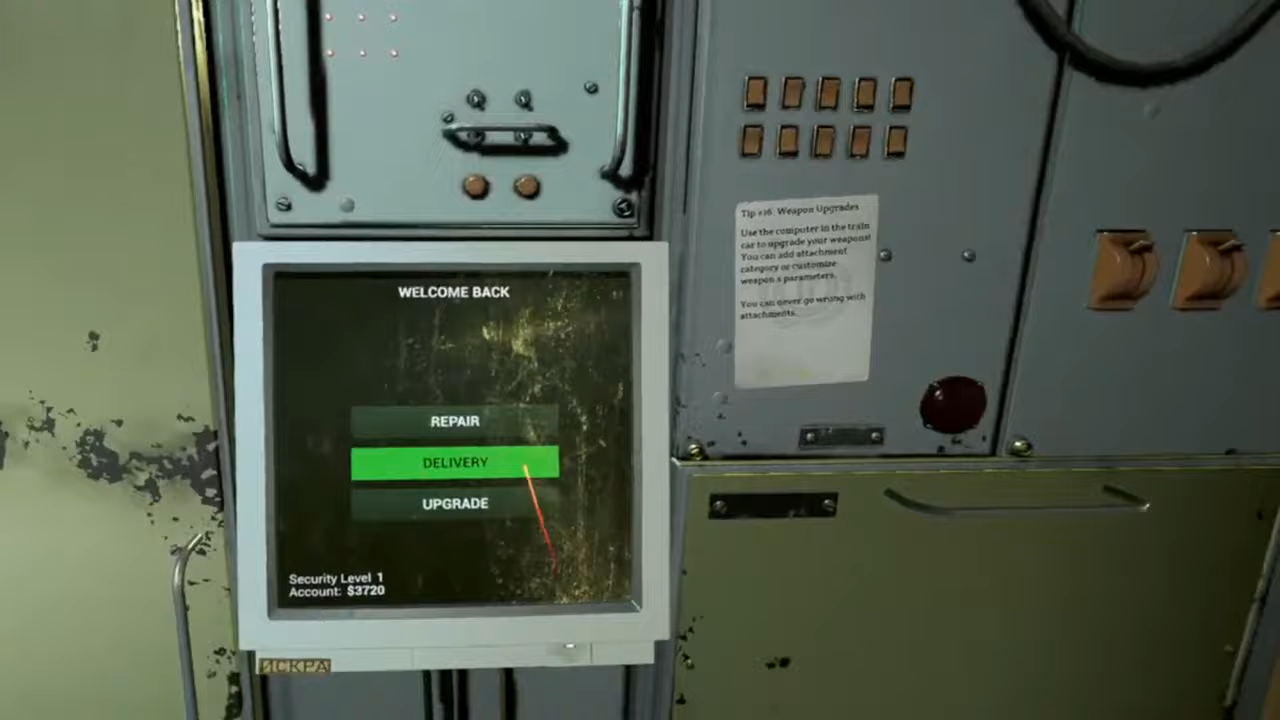 WELCOME BACK
REPAIR
DELIVERY
UPGRADE
Security Level 1
Account: $3720
ИСКРА
Tip #16: Weapon Upgrades
Use the computer in the train
car to upgrade your weapons!
You can add attachment
category or customize
weapon's parameters.
You can never go wrong with
attachments.